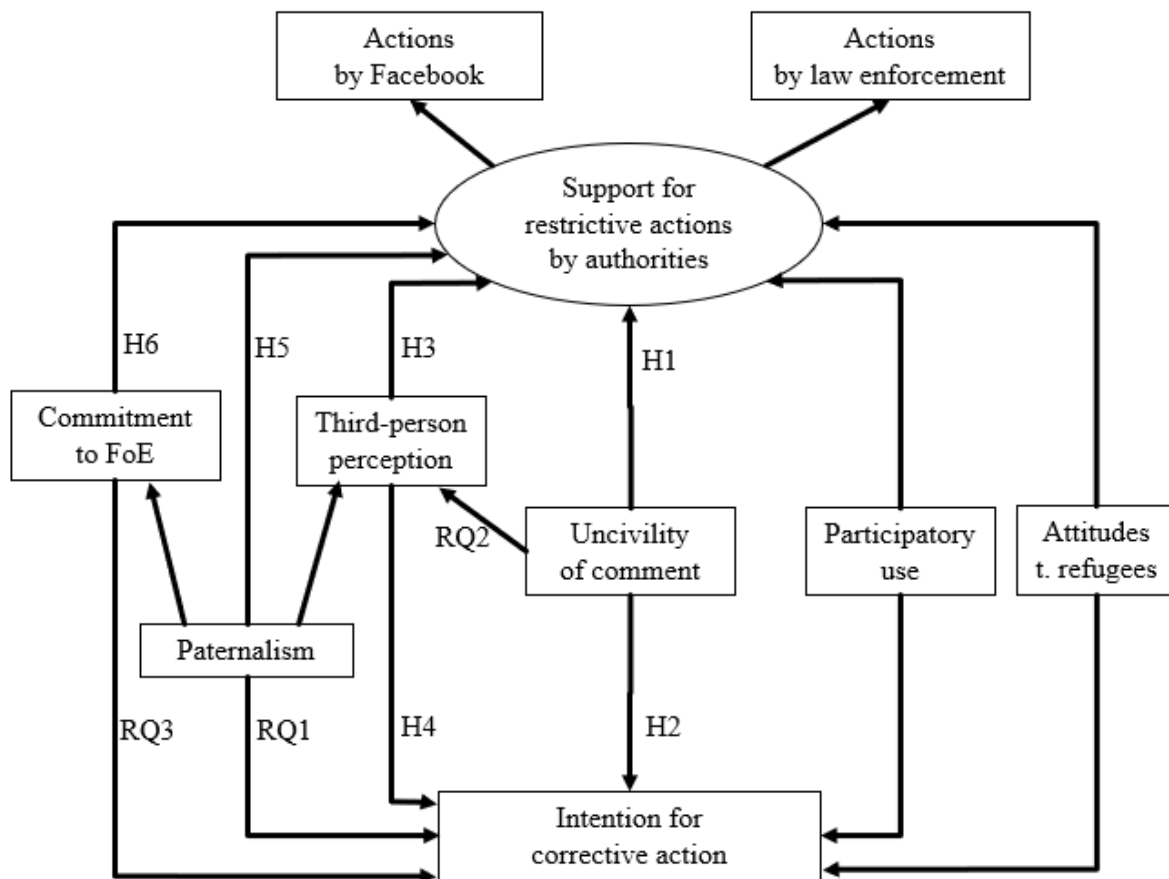 Actions
by Facebook
Actions
by law enforcement
Support for
restrictive actions
by authorities
H6
H5
H3
H1
Commitment
to FoE
Third-person
perception
RQ2
Uncivility
of comment
Participatory
use
Attitudes
t. refugees
Paternalism
RQ3
RQ1
H4
H2
Intention for
corrective action